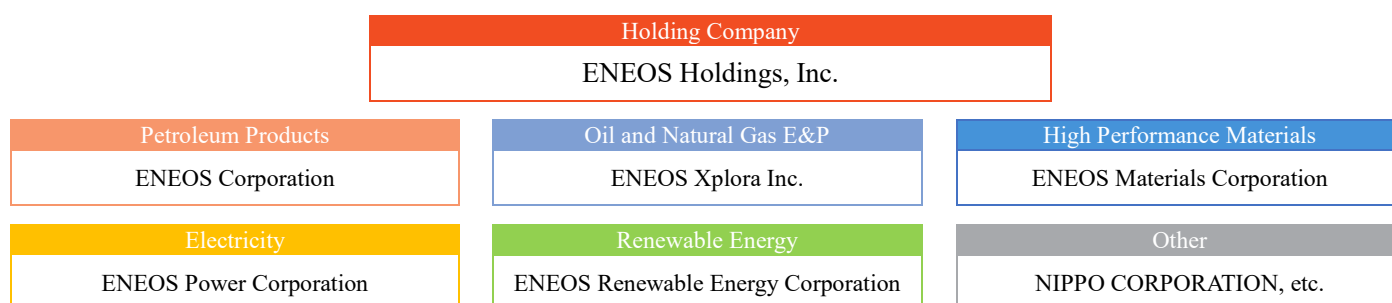 Holding Company
ENEOS Holdings, Inc.
Petroleum Products
ENEOS Corporation
Oil and Natural Gas E&P
ENEOS Xplora Inc.
High Performance Materials
ENEOS Materials Corporation
Electricity
ENEOS Power Corporation
Renewable Energy
ENEOS Renewable Energy Corporation
Other
NIPPO CORPORATION, etc.